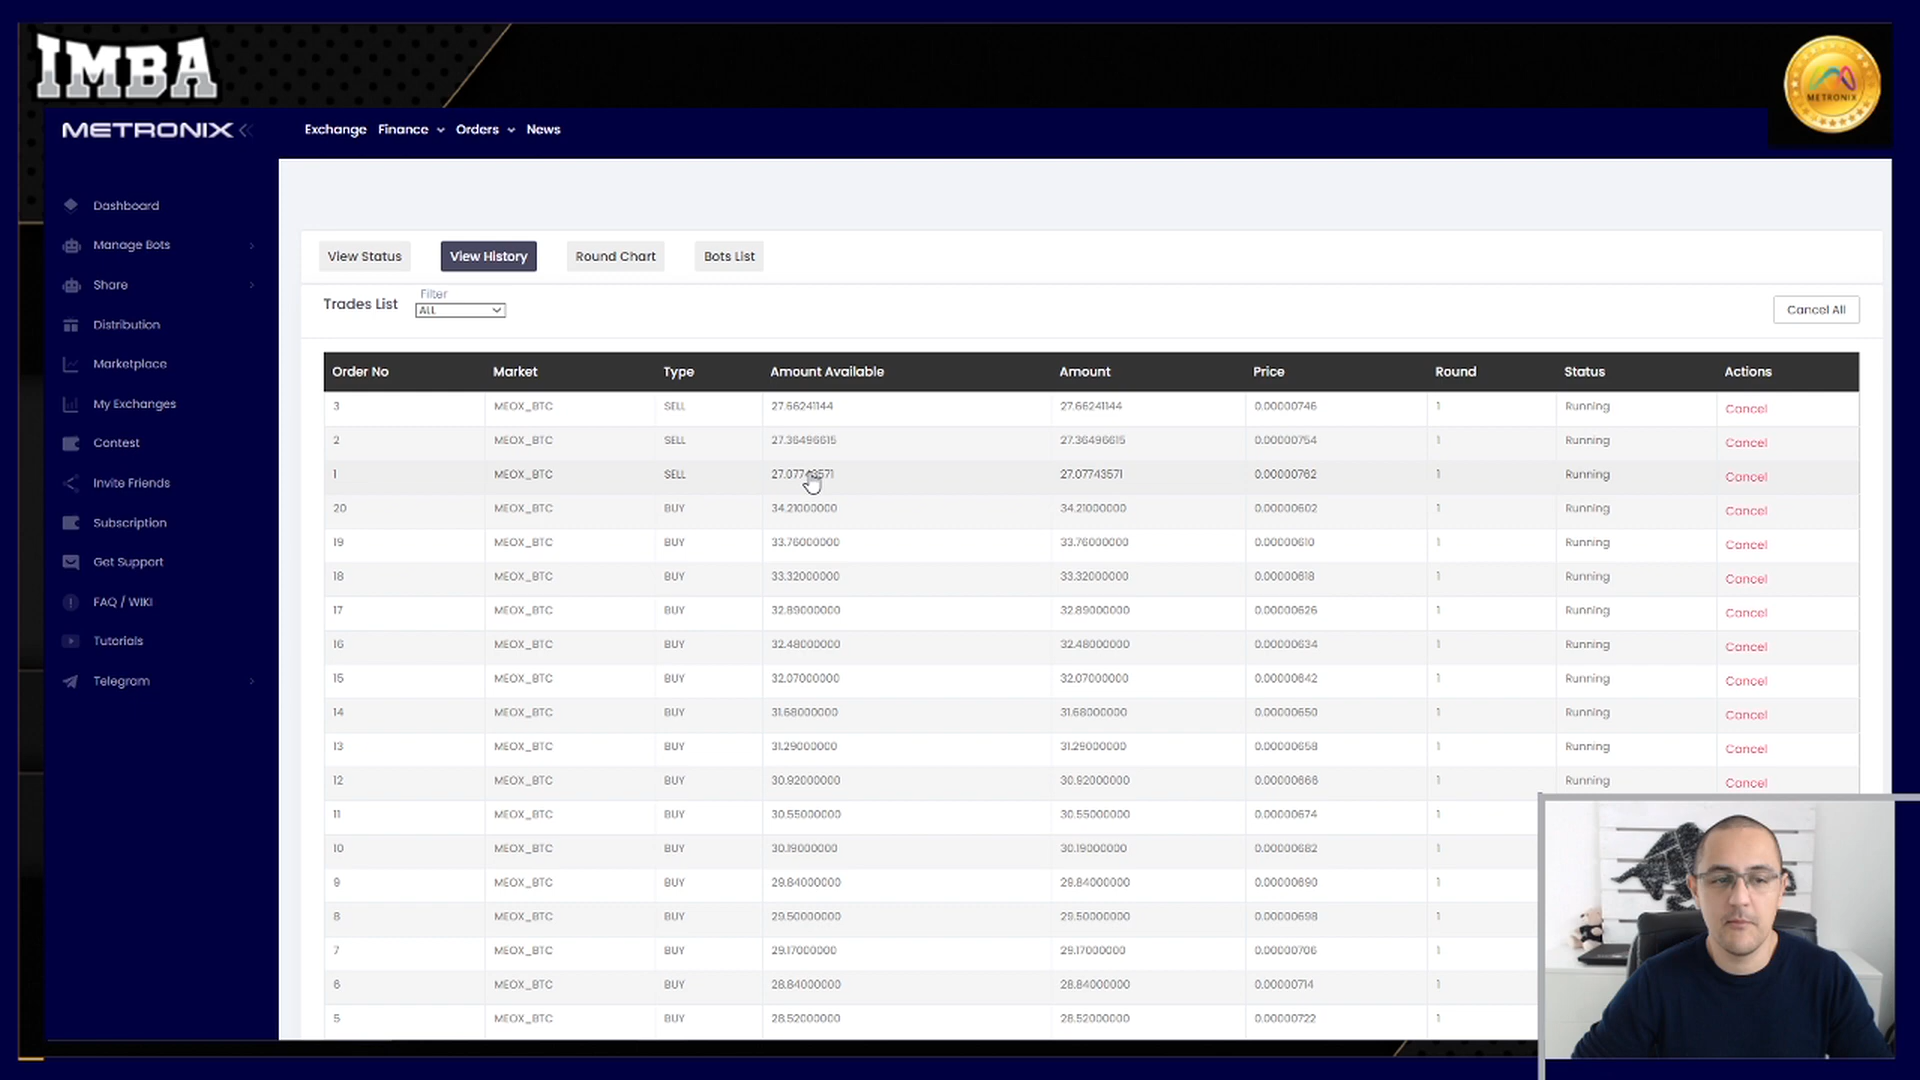 IMBA
METRONIX
METRONIX
Exchange Finance Orders News
Dashboard
Manage Bots
Share
Distribution
Marketplace
My Exchanges
Contest
Invite Friends
Subscription
Get Support
FAQ / WIKI
Tutorials
Telegram
View Status View History Round Chart Bots List
Trades List Filter
ALL
Cancel All
Order No Market Type Amount Available Amount Price Round Status Actions
3 MEOX_BTC SELL 27.66241144 27.66241144 0.00000746 1 Running Cancel
2 MEOX_BTC SELL 27.36496615 27.36496615 0.00000754 1 Running Cancel
1 MEOX_BTC SELL 27.07743571 27.07743571 0.00000762 1 Running Cancel
20 MEOX_BTC BUY 34.21000000 34.21000000 0.00000602 1 Running Cancel
19 MEOX_BTC BUY 33.76000000 33.76000000 0.00000610 1 Running Cancel
18 MEOX_BTC BUY 33.32000000 33.32000000 0.00000618 1 Running Cancel
17 MEOX_BTC BUY 32.89000000 32.89000000 0.00000626 1 Running Cancel
16 MEOX_BTC BUY 32.48000000 32.48000000 0.00000634 1 Running Cancel
15 MEOX_BTC BUY 32.07000000 32.07000000 0.00000642 1 Running Cancel
14 MEOX_BTC BUY 31.68000000 31.68000000 0.00000650 1 Running Cancel
13 MEOX_BTC BUY 31.29000000 31.29000000 0.00000658 1 Running Cancel
12 MEOX_BTC BUY 30.92000000 30.92000000 0.00000666 1 Running Cancel
11 MEOX_BTC BUY 30.55000000 30.55000000 0.00000674 1
10 MEOX_BTC BUY 30.19000000 30.19000000 0.00000682 1
9 MEOX_BTC BUY 29.84000000 29.84000000 0.00000690 1
8 MEOX_BTC BUY 29.50000000 29.50000000 0.00000698 1
7 MEOX_BTC BUY 29.17000000 29.17000000 0.00000706 1
6 MEOX_BTC BUY 28.84000000 28.84000000 0.00000714 1
5 MEOX_BTC BUY 28.52000000 28.52000000 0.00000722 1